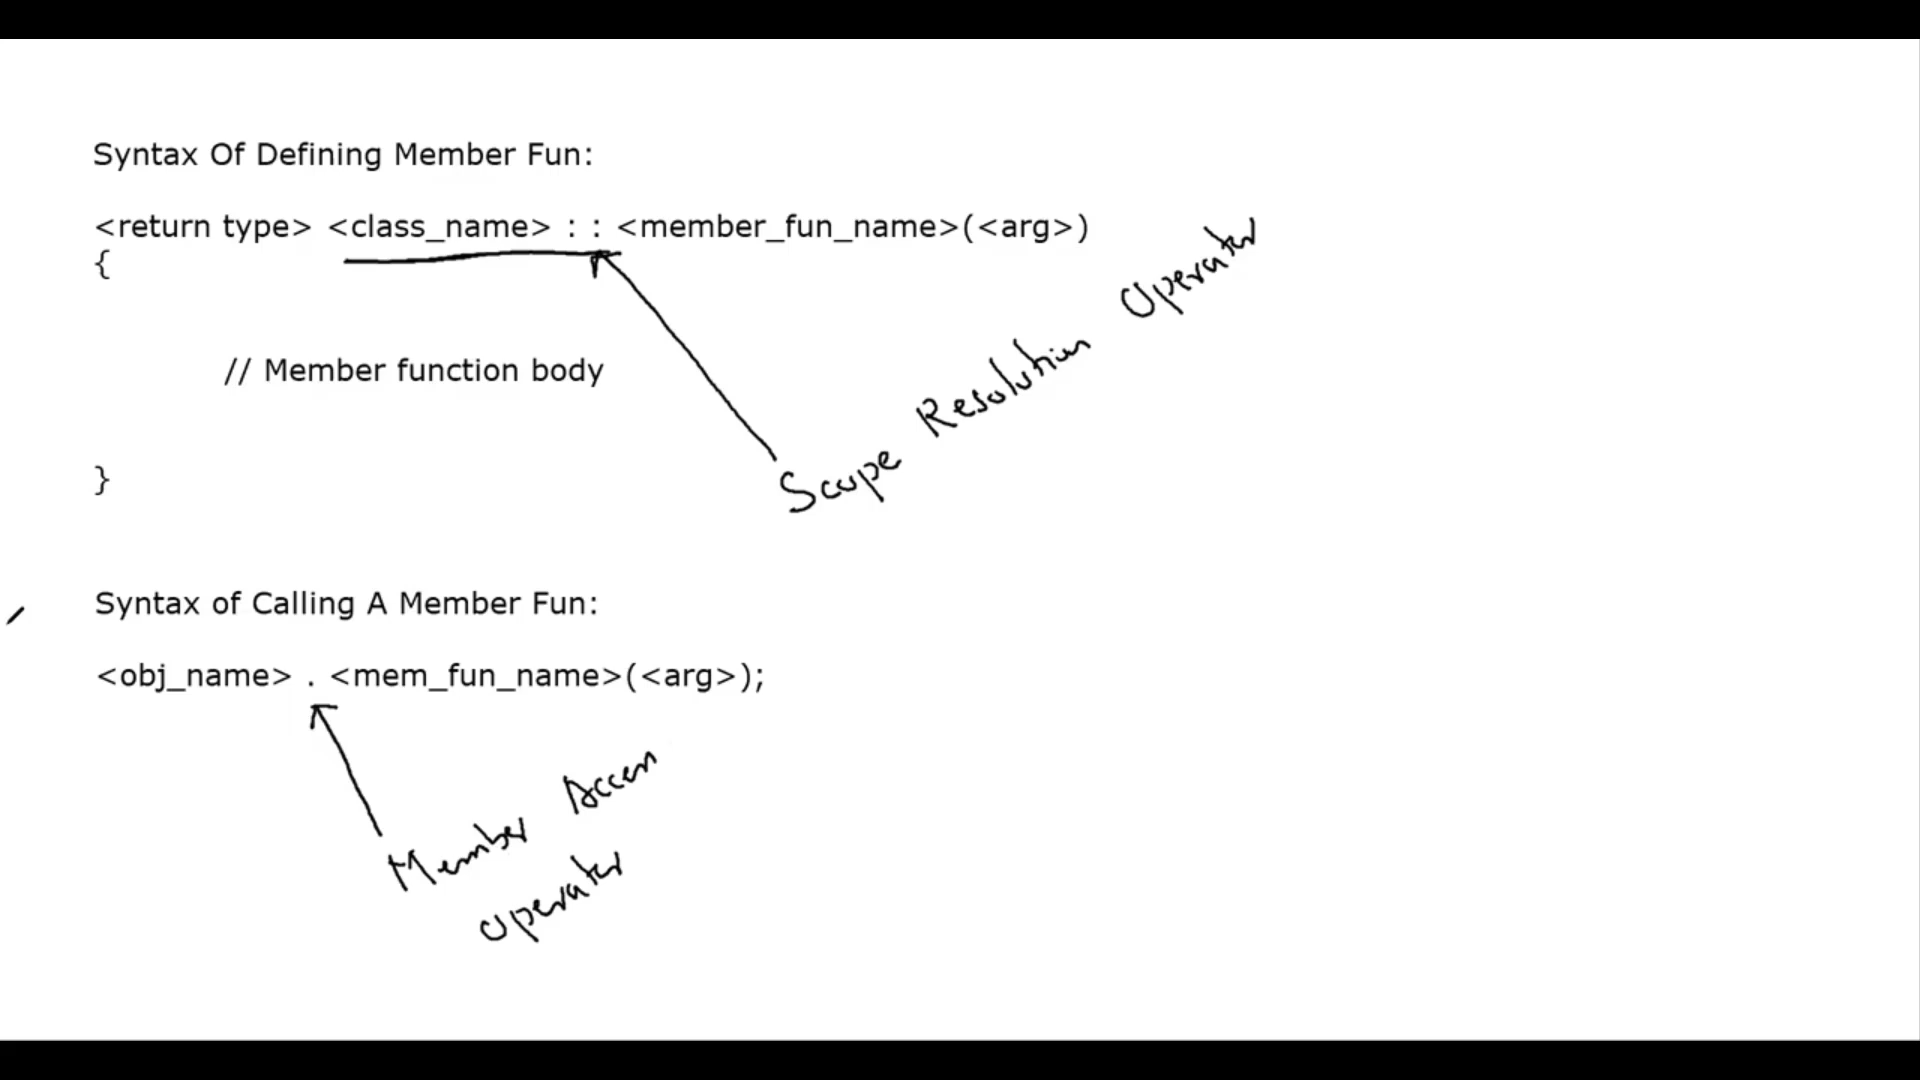 Syntax Of Defining Member Fun:
<return type> <class_name> : : <member_fun_name>(<arg>)
{
// Member function body
}
Scope Resolution Operator
Syntax of Calling A Member Fun:
<obj_name> . <mem_fun_name>(<arg>);
Member Access
Operator